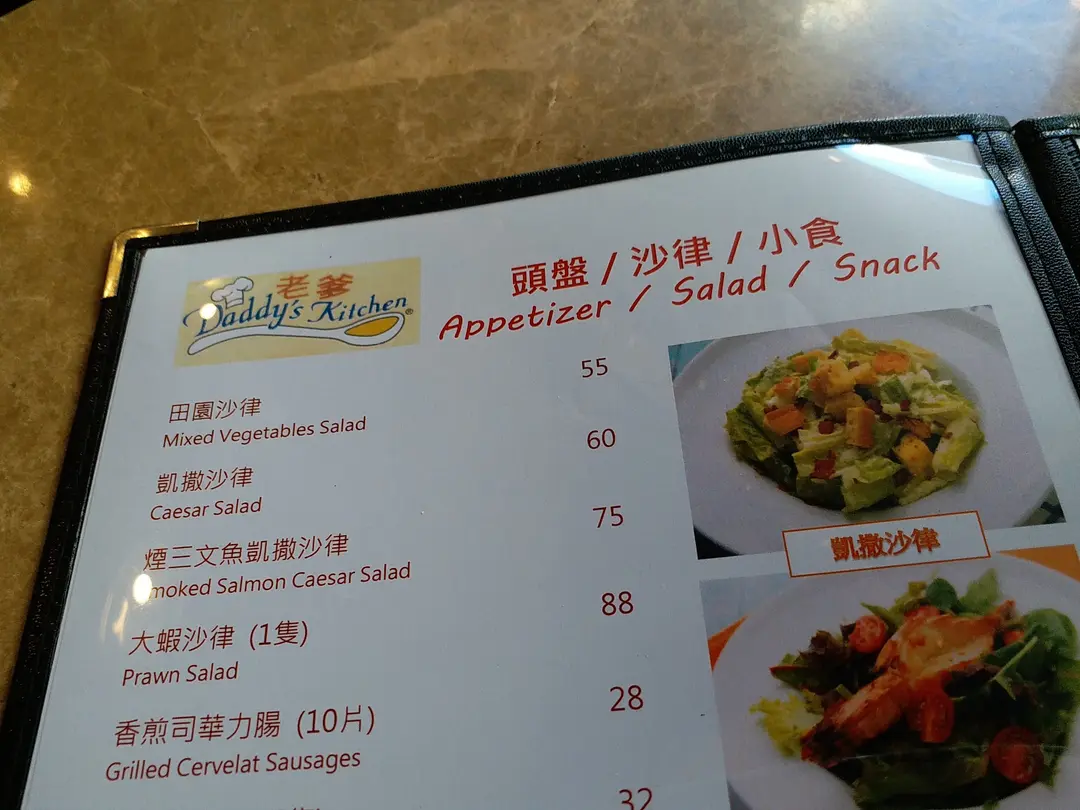 老爹
Daddy's Kitchen®
頭盤 / 沙律 / 小食
Appetizer / Salad / Snack
田園沙律 55
Mixed Vegetables Salad
凱撒沙律 60
Caesar Salad
煙三文魚凱撒沙律 75
Smoked Salmon Caesar Salad
大蝦沙律 (1隻) 88
Prawn Salad
香煎司華力腸 (10片) 28
Grilled Cervelat Sausages
32
凱撒沙律